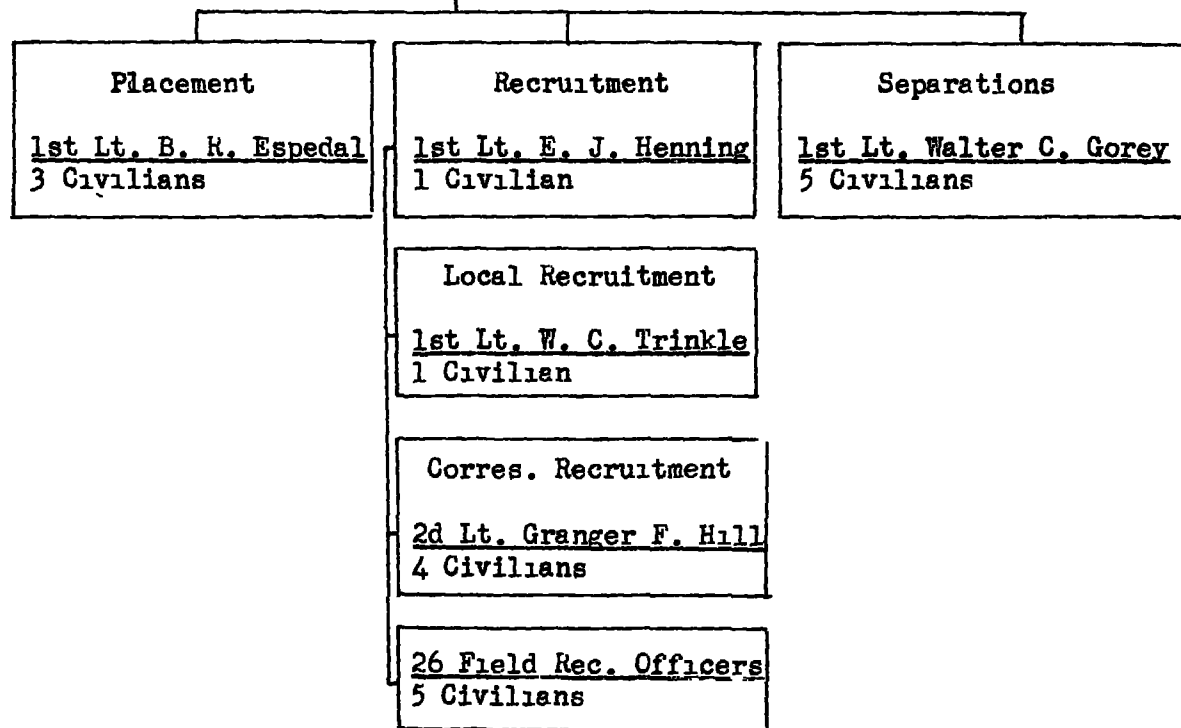 Placement
1st Lt. B. R. Espedal
3 Civilians
Recruitment
1st Lt. E. J. Henning
1 Civilian
Separations
1st Lt. Walter C. Gorey
5 Civilians
Local Recruitment
1st Lt. W. C. Trinkle
1 Civilian
Corres. Recruitment
2d Lt. Granger F. Hill
4 Civilians
26 Field Rec. Officers
5 Civilians